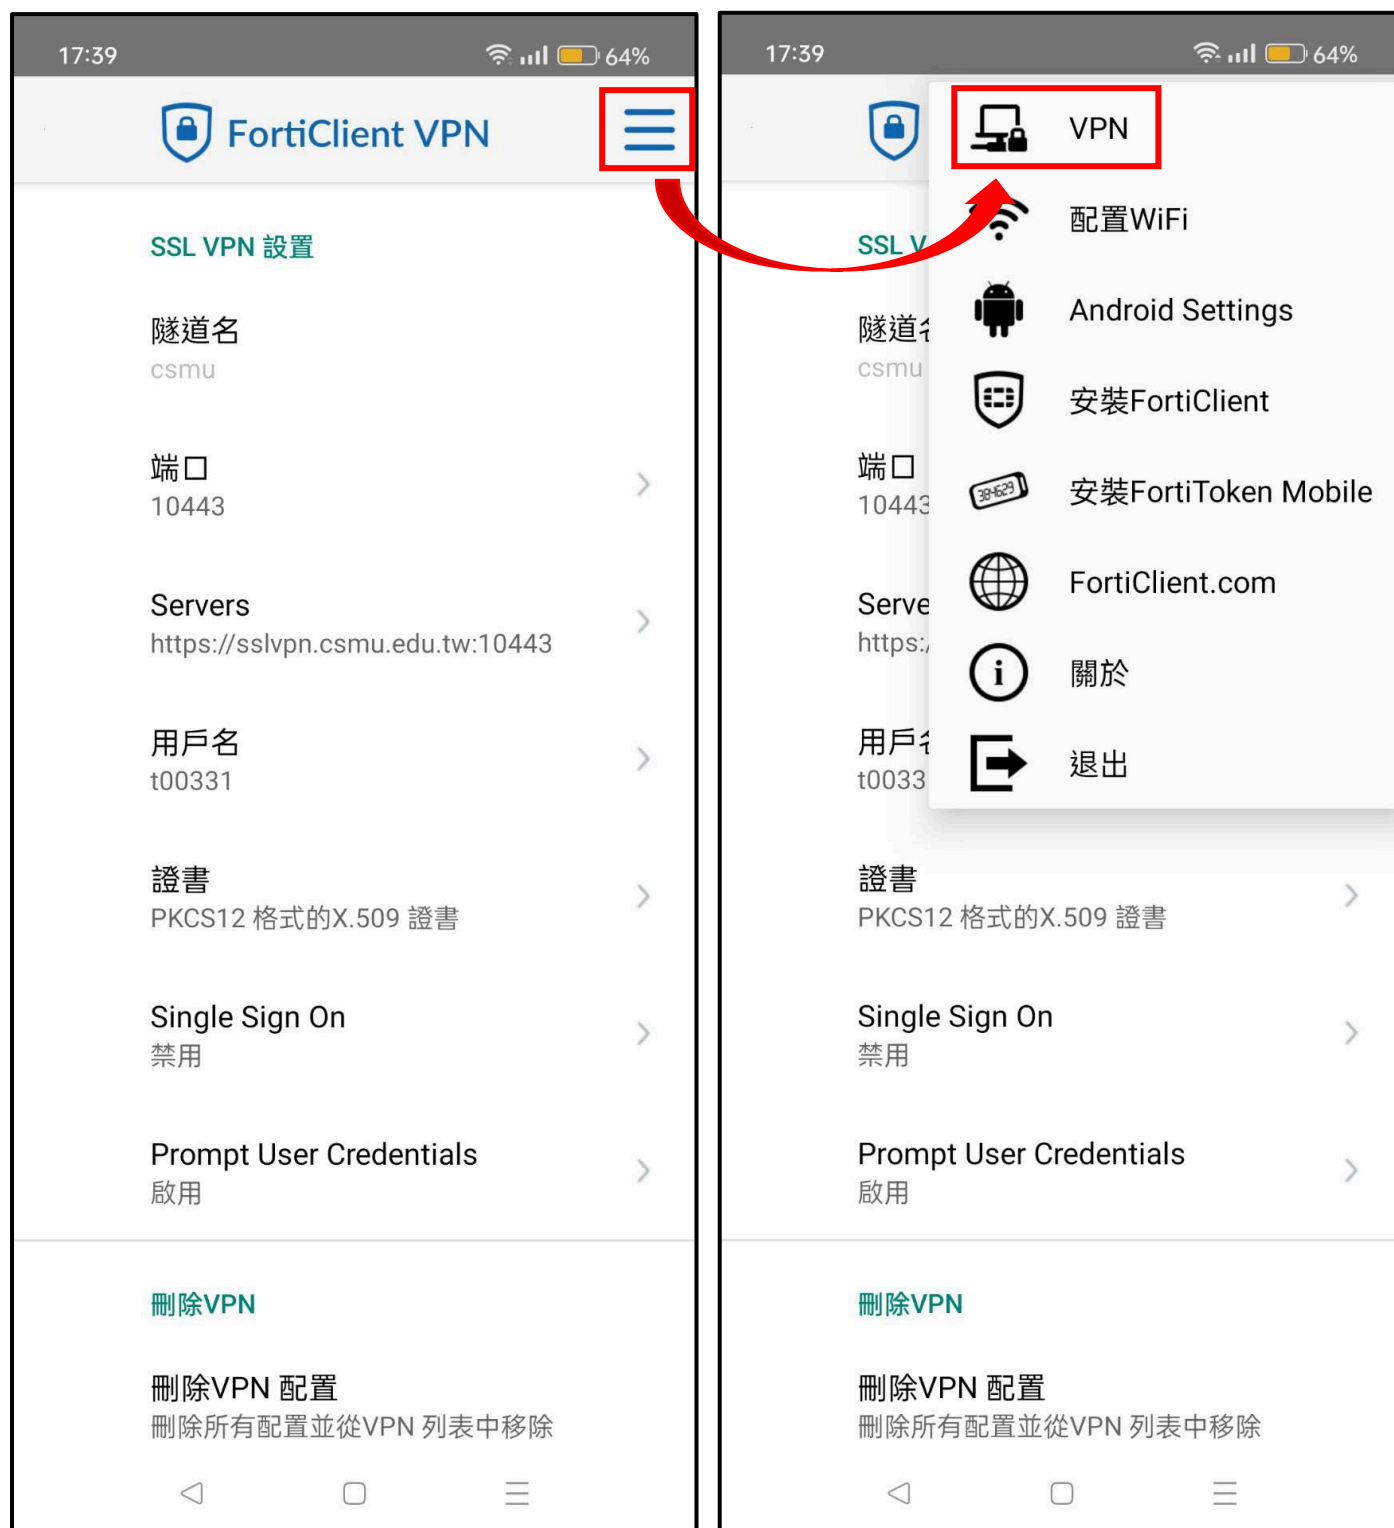 17:39
64%
FortiClient VPN
SSL VPN 設置
隧道名
csmu
端口
10443
Servers
https://sslvpn.csmu.edu.tw:10443
用戶名
t00331
證書
PKCS12 格式的X.509 證書
Single Sign On
禁用
Prompt User Credentials
啟用
刪除VPN
刪除VPN 配置
刪除所有配置並從VPN 列表中移除
17:39
64%
VPN
配置WiFi
Android Settings
安裝FortiClient
384629
安裝FortiToken Mobile
FortiClient.com
關於
退出
SSL V
隧道名
csmu
端口
10443
Serve
https:/
用戶名
t0033
證書
PKCS12 格式的X.509 證書
Single Sign On
禁用
Prompt User Credentials
啟用
刪除VPN
刪除VPN 配置
刪除所有配置並從VPN 列表中移除